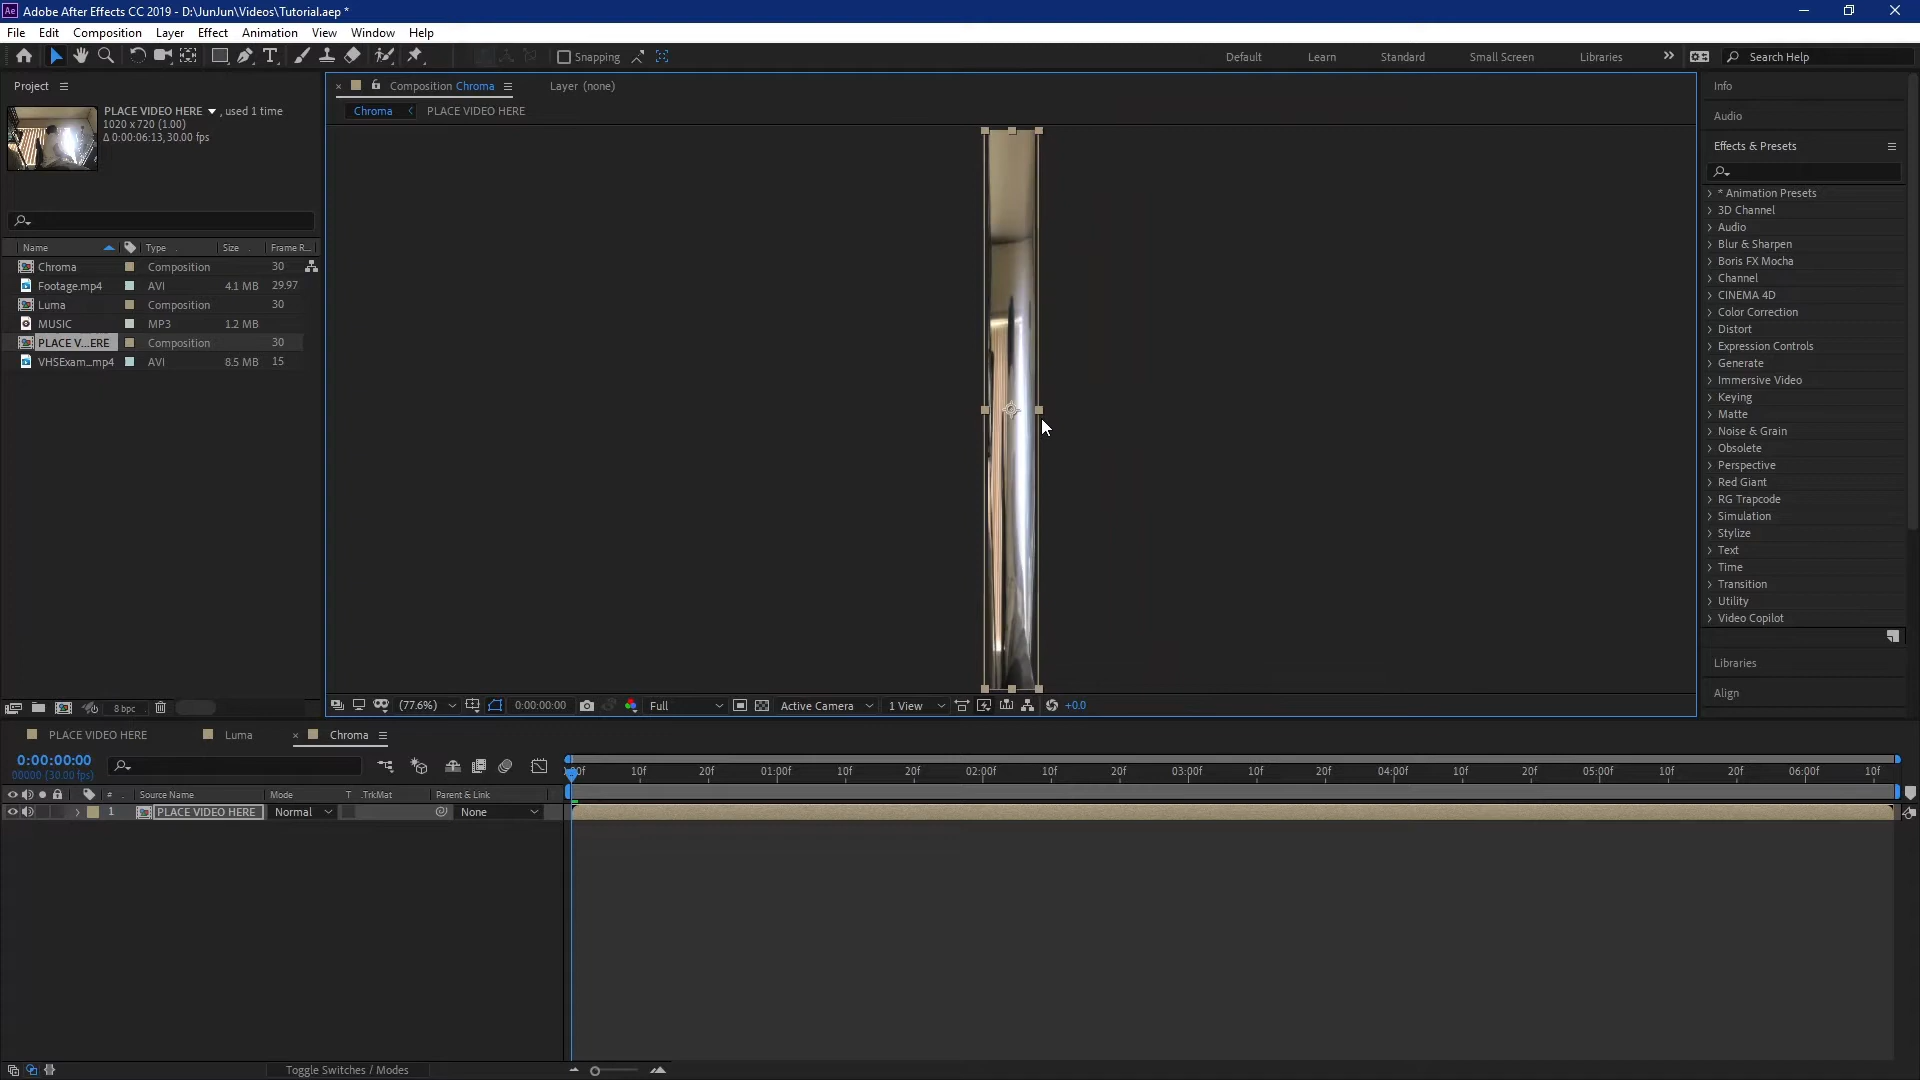 Adobe After Effects CC 2019 - D:\JunJun\Videos\Tutorial.aep *
File Edit Composition Layer Effect Animation View Window Help
Snapping
Default Learn Standard Small Screen Libraries
Search Help
Project
PLACE VIDEO HERE , used 1 time
1020 x 720 (1.00)
Δ 0:00:06:13, 30.00 fps
Name Type Size Frame R...
Chroma Composition 30
Footage.mp4 AVI 4.1 MB 29.97
Luma Composition 30
MUSIC MP3 1.2 MB
PLACE V...ERE Composition 30
VHSExam_.mp4 AVI 8.5 MB 15
8 bpc
Composition Chroma
Layer (none)
Chroma PLACE VIDEO HERE
(77.6%) 0:00:00:00 Full Active Camera 1 View +0.0
Info
Audio
Effects & Presets
* Animation Presets
3D Channel
Audio
Blur & Sharpen
Boris FX Mocha
Channel
CINEMA 4D
Color Correction
Distort
Expression Controls
Generate
Immersive Video
Keying
Matte
Noise & Grain
Obsolete
Perspective
Red Giant
RG Trapcode
Simulation
Stylize
Text
Time
Transition
Utility
Video Copilot
Libraries
Align
PLACE VIDEO HERE Luma Chroma
0:00:00:00
00000 (30.00 fps)
10f 20f 01:00f 10f 20f 02:00f 10f 20f 03:00f 10f 20f 04:00f 10f 20f 05:00f 10f 20f 06:00f 10f
# Source Name Mode T .TrkMat Parent & Link
1 PLACE VIDEO HERE Normal None
Toggle Switches / Modes